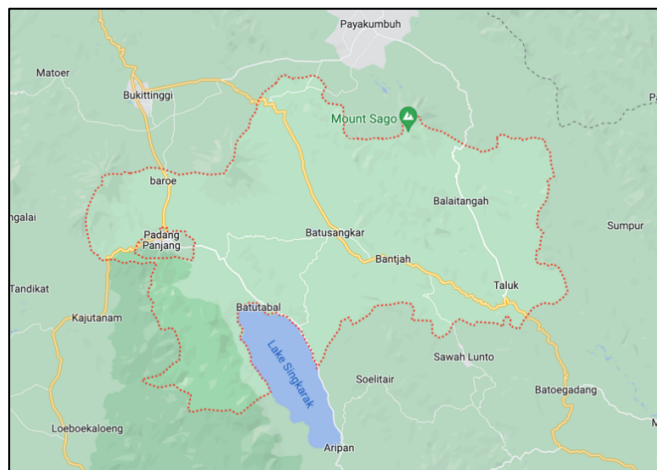 Payakumbuh
Matoer
Bukittinggi
Mount Sago
baroe
Balaitangah
ngalai
Sumpur
Padang
Panjang
Batusangkar
Bantjah
Tandikat
Taluk
Kajutanam
Batutabal
Lake Singkarak
Sawah Lunto
Soelitair
Batoegadang
Loeboekaloeng
Aripan